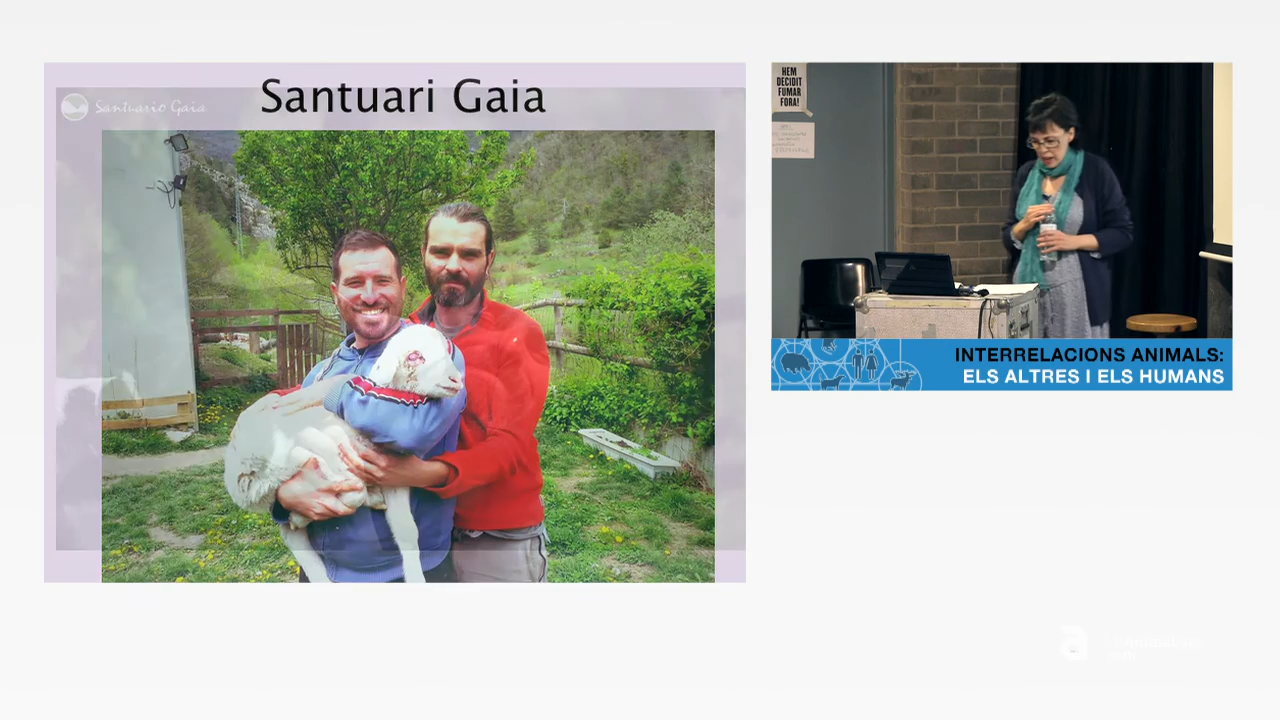 Santuari Gaia
Santuario Gaia
HEM
DECIDIT
FUMAR
FORA!
INTERRELACIONS ANIMALS:
ELS ALTRES I ELS HUMANS